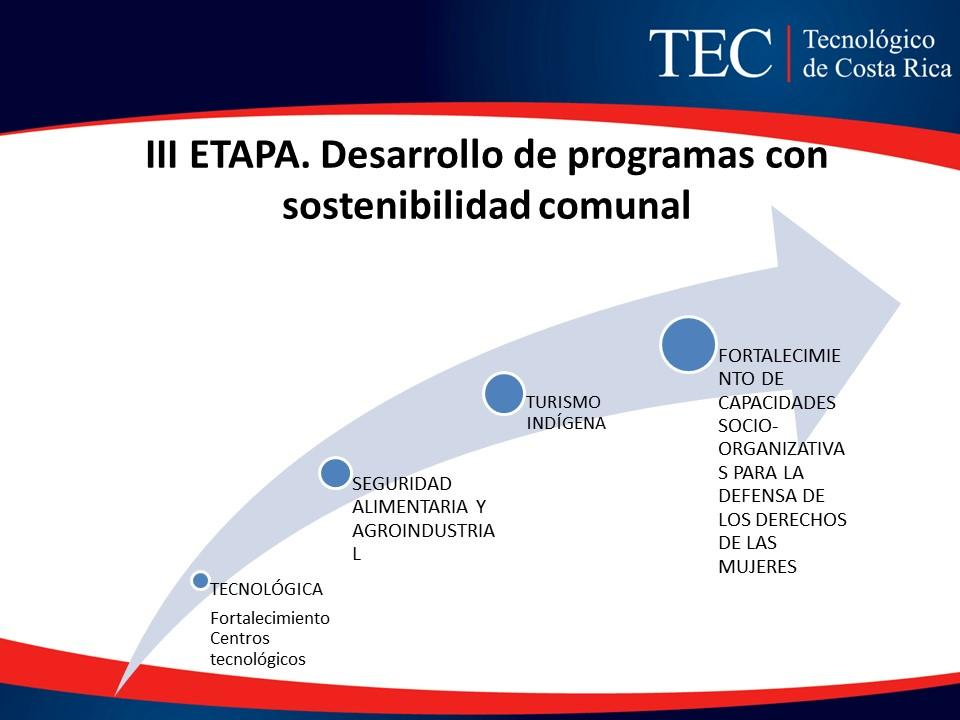 TEC
Tecnológico
de Costa Rica
III ETAPA. Desarrollo de programas con
sostenibilidad comunal
TECNOLÓGICA
Fortalecimiento
Centros
tecnológicos
SEGURIDAD
ALIMENTARIA Y
AGROINDUSTRIA
L
TURISMO
INDÍGENA
FORTALECIMIE
NTO DE
CAPACIDADES
SOCIO-
ORGANIZATIVA
S PARA LA
DEFENSA DE
LOS DERECHOS
DE LAS
MUJERES